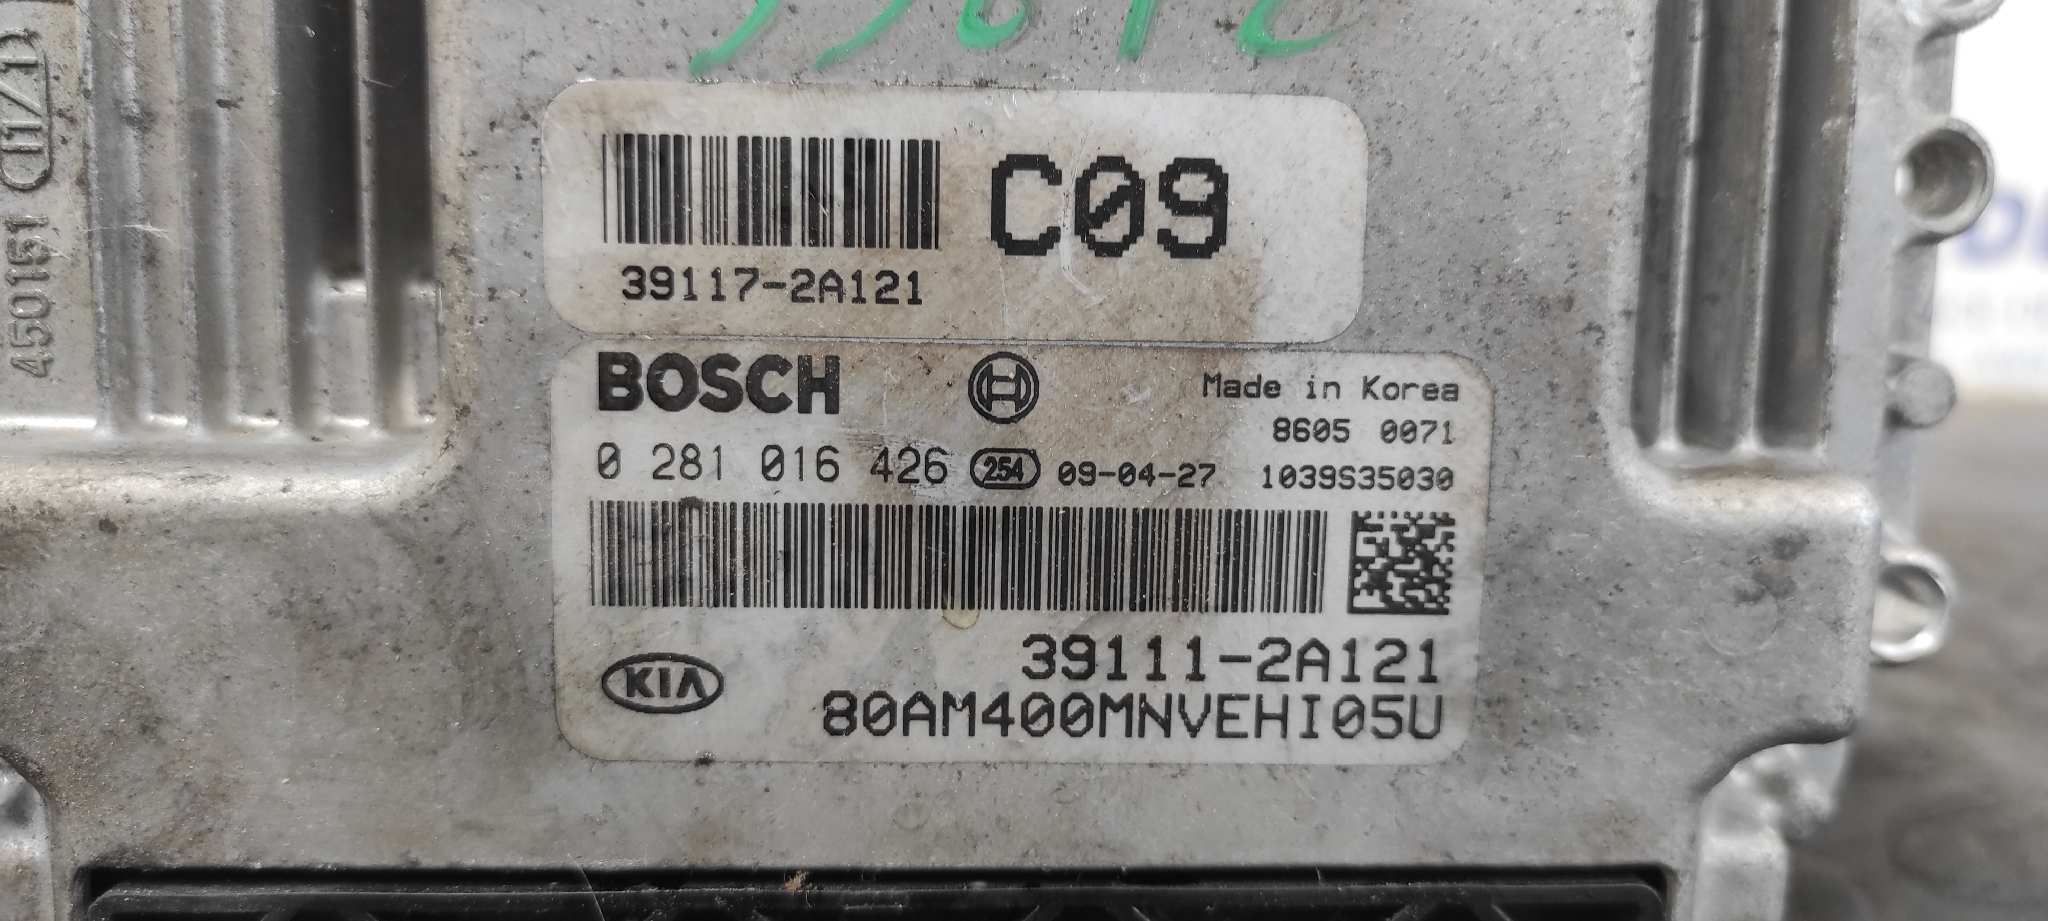 C09
39117-2A121
BOSCH
Made in Korea
8605 0071
0 281 016 426 254 09-04-27 1039S35030
39111-2A121
KIA
80AM400MNVEHI05U
450151